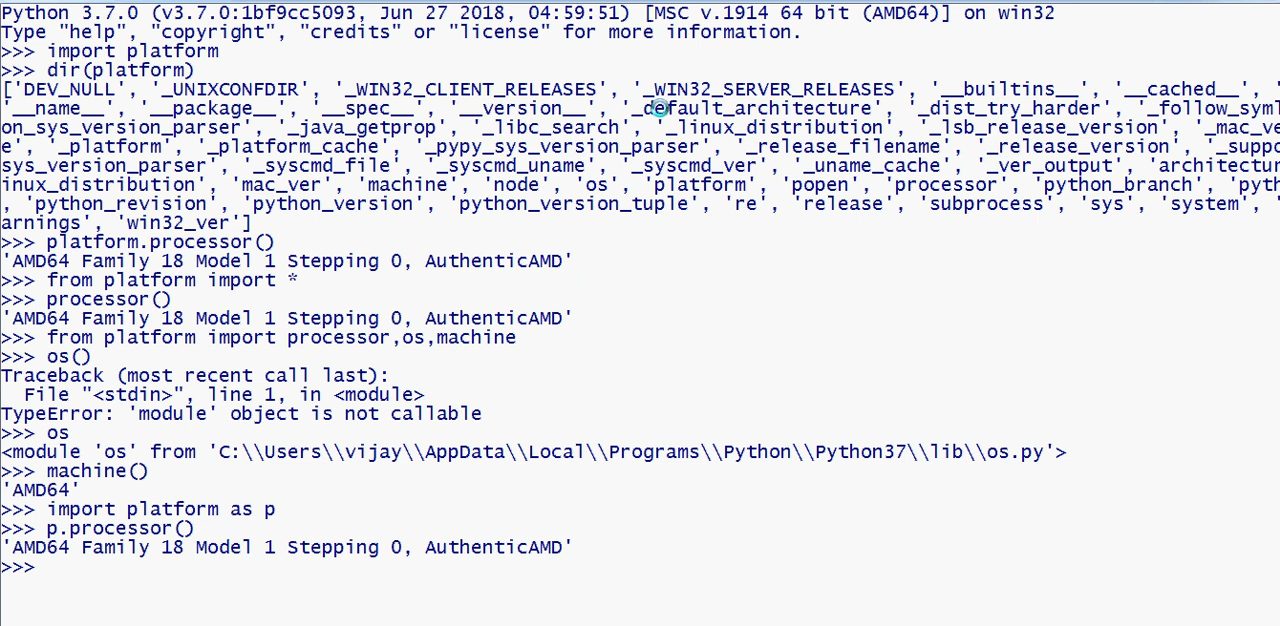 Python 3.7.0 (v3.7.0:1bf9cc5093, Jun 27 2018, 04:59:51) [MSC v.1914 64 bit (AMD64)] on win32
Type "help", "copyright", "credits" or "license" for more information.
>>> import platform
>>> dir(platform)
['DEV_NULL', '_UNIXCONFDIR', '_WIN32_CLIENT_RELEASES', '_WIN32_SERVER_RELEASES', '__builtins__', '__cached__', '
'__name__', '__package__', '__spec__', '__version__', '_default_architecture', '_dist_try_harder', '_follow_syml
on_sys_version_parser', '_java_getprop', '_libc_search', '_linux_distribution', '_lsb_release_version', '_mac_ve
e', '_platform', '_platform_cache', '_pypy_sys_version_parser', '_release_filename', '_release_version', '_suppo
sys_version_parser', '_syscmd_file', '_syscmd_uname', '_syscmd_ver', '_uname_cache', '_ver_output', 'architectur
inux_distribution', 'mac_ver', 'machine', 'node', 'os', 'platform', 'popen', 'processor', 'python_branch', 'pyth
, 'python_revision', 'python_version', 'python_version_tuple', 're', 'release', 'subprocess', 'sys', 'system', '
arnings', 'win32_ver']
>>> platform.processor()
'AMD64 Family 18 Model 1 Stepping 0, AuthenticAMD'
>>> from platform import *
>>> processor()
'AMD64 Family 18 Model 1 Stepping 0, AuthenticAMD'
>>> from platform import processor,os,machine
>>> os()
Traceback (most recent call last):
  File "<stdin>", line 1, in <module>
TypeError: 'module' object is not callable
>>> os
<module 'os' from 'C:\\Users\\vijay\\AppData\\Local\\Programs\\Python\\Python37\\lib\\os.py'>
>>> machine()
'AMD64'
>>> import platform as p
>>> p.processor()
'AMD64 Family 18 Model 1 Stepping 0, AuthenticAMD'
>>>